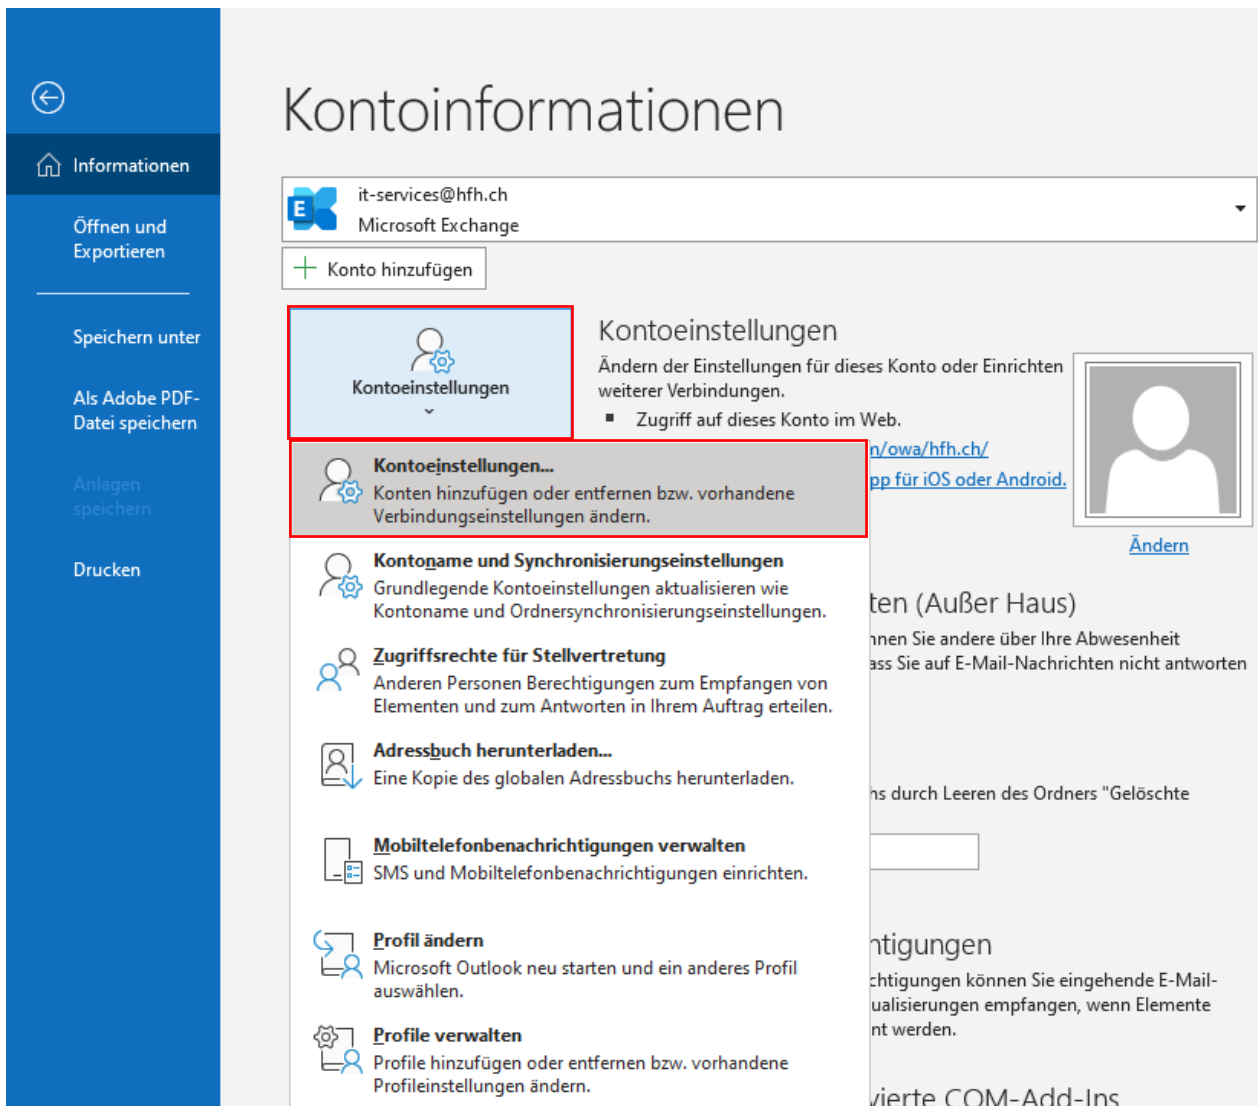 Kontoinformationen
Informationen
Öffnen und
Exportieren
Speichern unter
Als Adobe PDF-
Datei speichern
Anlagen
speichern
Drucken
E
it-services@hfh.ch
Microsoft Exchange
Konto hinzufügen
Kontoeinstellungen
Kontoeinstellungen
Ändern der Einstellungen für dieses Konto oder Einrichten
weiterer Verbindungen.
Zugriff auf dieses Konto im Web.
/owa/hfh.ch/
für iOS oder Android.
Ändern
Kontoeinstellungen...
Konten hinzufügen oder entfernen bzw. vorhandene
Verbindungseinstellungen ändern.
Kontoname und Synchronisierungseinstellungen
Grundlegende Kontoeinstellungen aktualisieren wie
Kontoname und Ordnersynchronisierungseinstellungen.
Zugriffsrechte für Stellvertretung
Anderen Personen Berechtigungen zum Empfangen von
Elementen und zum Antworten in Ihrem Auftrag erteilen.
Adressbuch herunterladen...
Eine Kopie des globalen Adressbuchs herunterladen.
Mobiltelefonbenachrichtigungen verwalten
SMS und Mobiltelefonbenachrichtigungen einrichten.
Profil ändern
Microsoft Outlook neu starten und ein anderes Profil
auswählen.
Profile verwalten
Profile hinzufügen oder entfernen bzw. vorhandene
Profileinstellungen ändern.
ten (Außer Haus)
nnen Sie andere über Ihre Abwesenheit
ass Sie auf E-Mail-Nachrichten nicht antworten
hs durch Leeren des Ordners "Gelöschte
htigungen
chtigungen können Sie eingehende E-Mail-
ualisierungen empfangen, wenn Elemente
nt werden.
vierte COM-Add-Ins